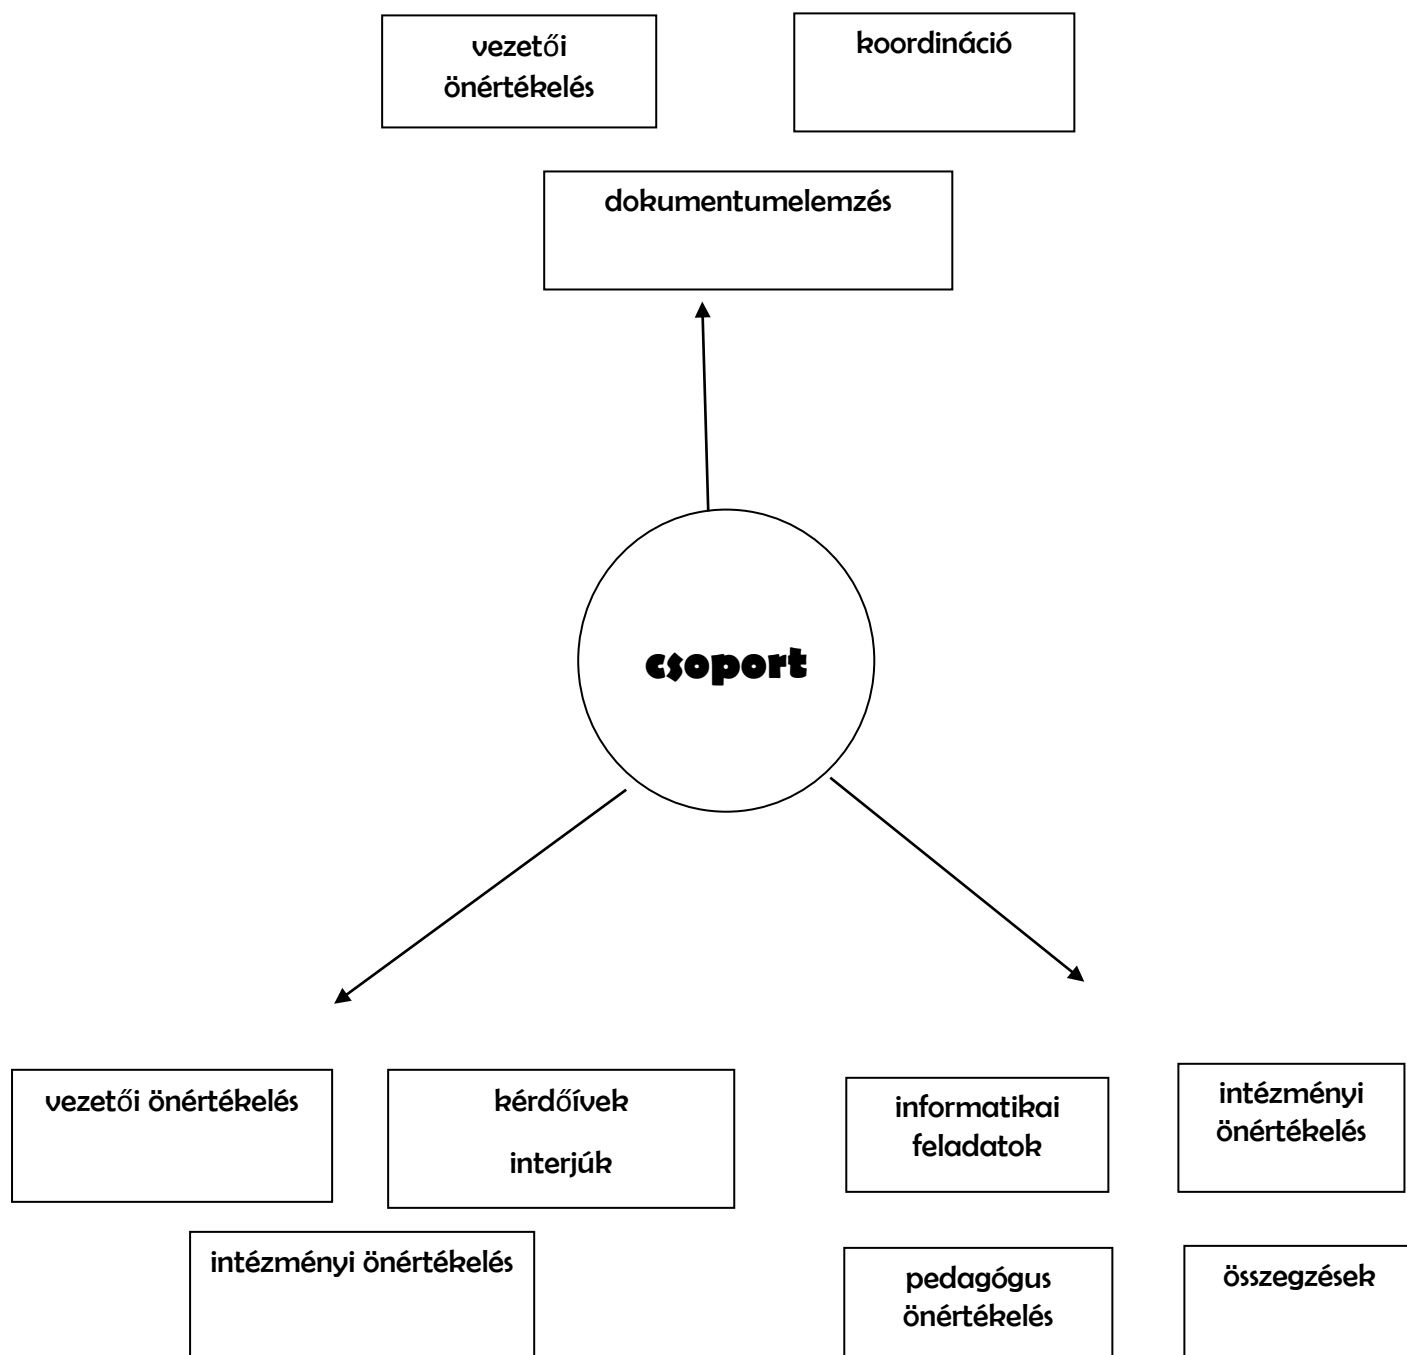 vezetői
önértékelés
koordináció
dokumentumelemzés
csoport
vezetői önértékelés
kérdőívek
interjúk
intézményi önértékelés
informatikai
feladatok
intézményi
önértékelés
pedagógus
önértékelés
összegzések